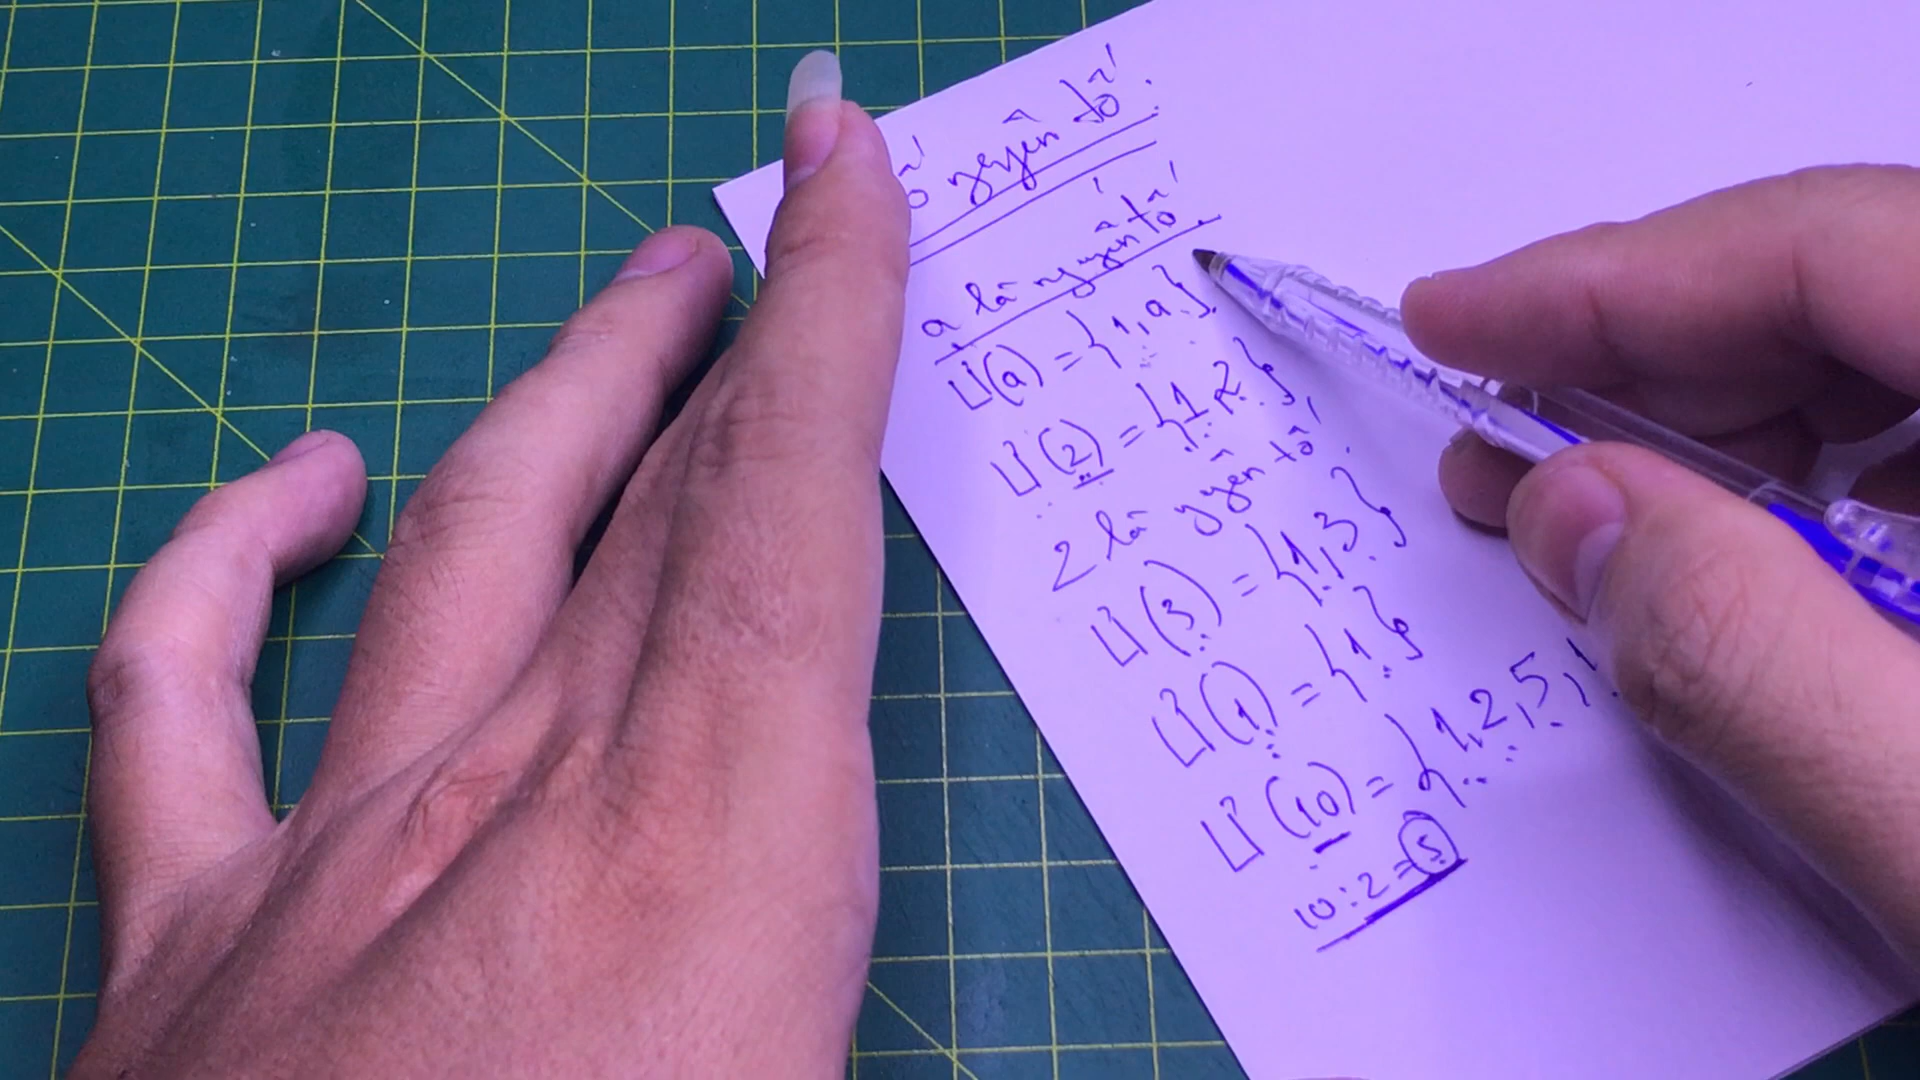 ố nguyên tố.
a là nguyên tố.
Ư(a) = {1, a}
Ư(2) = {1, 2}
2 là nguyên tố.
Ư(3) = {1, 3}
Ư(1) = {1}
Ư(10) = {1, 2, 5, 1
10 : 2 = 5